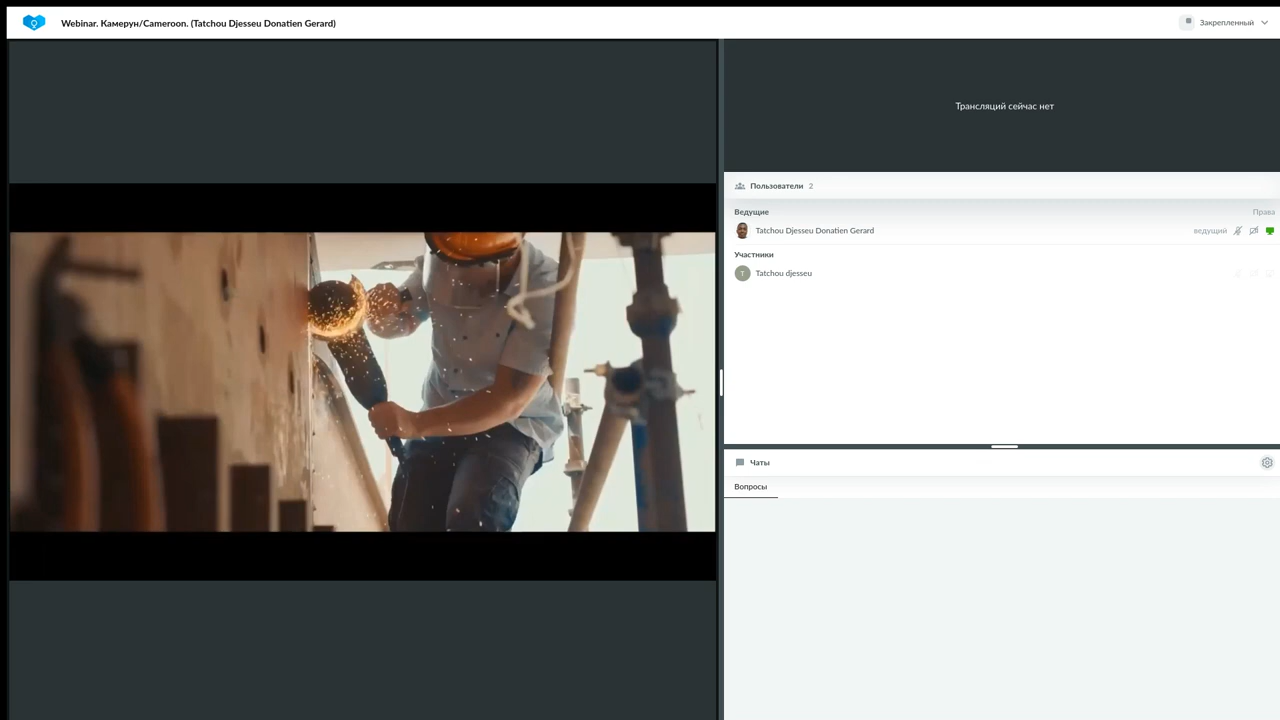 Webinar. Камерун/Cameroon. (Tatchou Djesseu Donatien Gerard)
Закрепленный
Трансляций сейчас нет
Пользователи 2
Ведущие
Права
Tatchou Djesseu Donatien Gerard
ведущий
Участники
T
Tatchou djesseu
Чаты
Вопросы